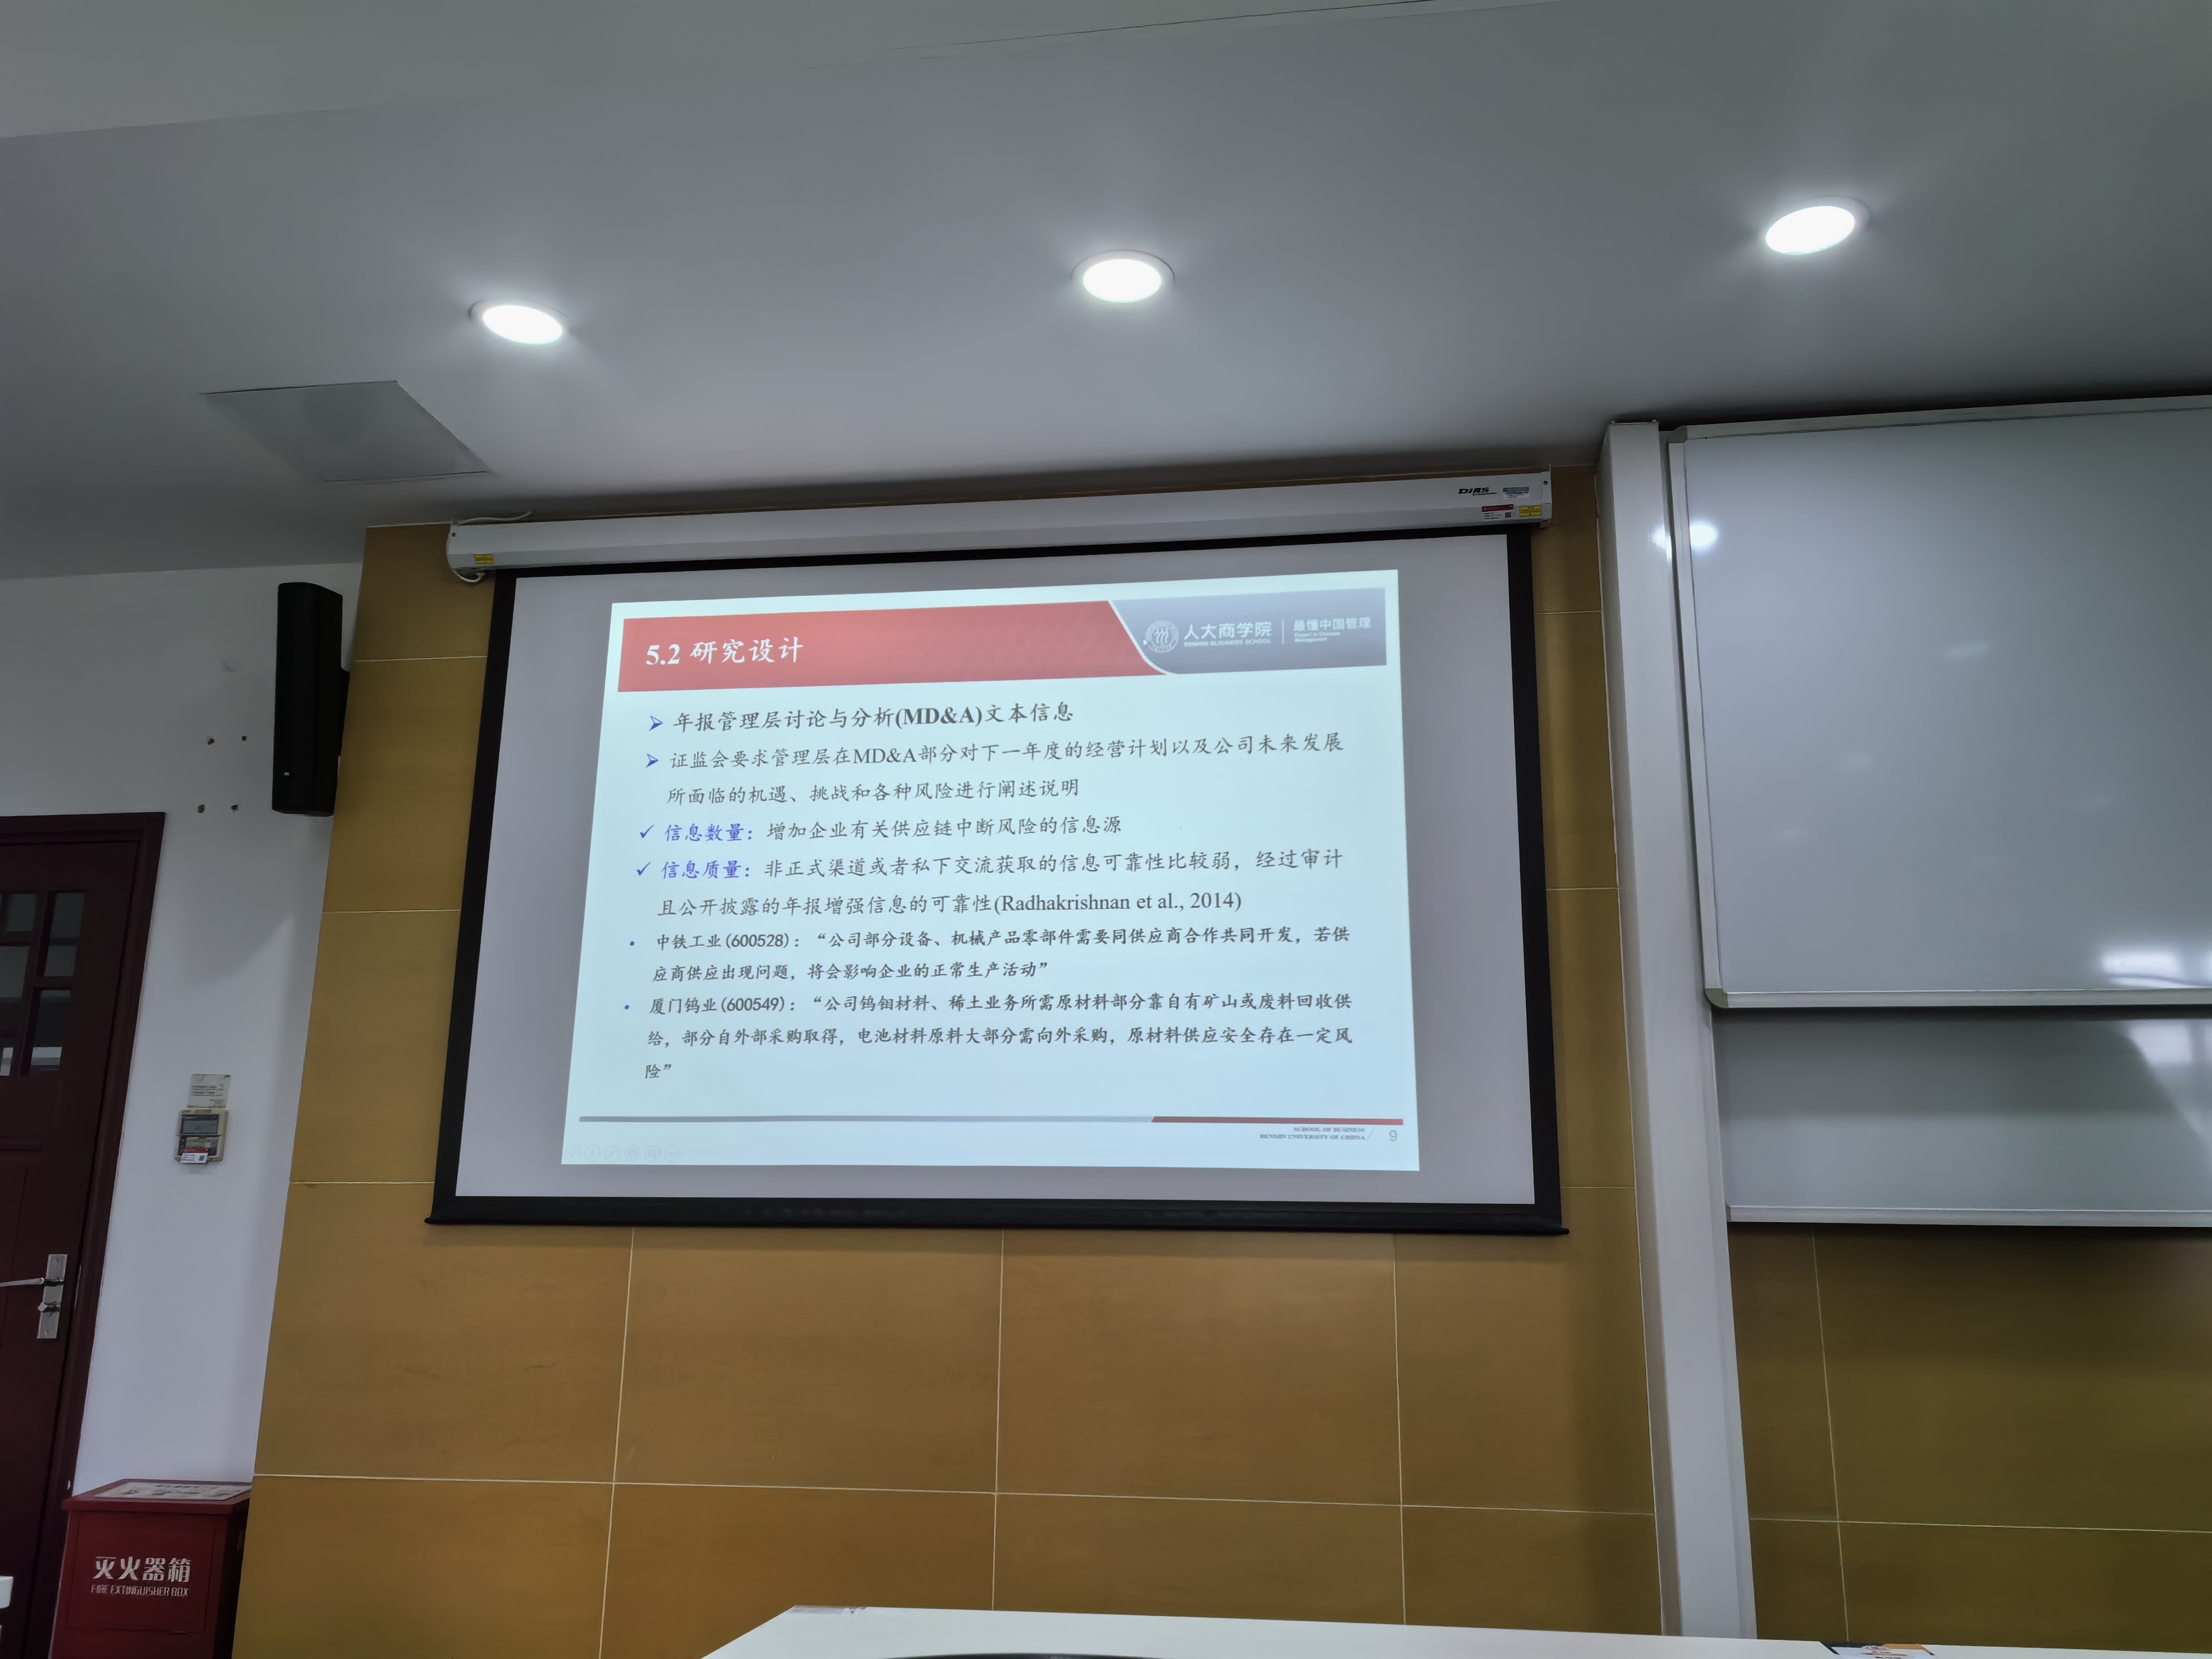 DIAS
5.2 研究设计
人大商学院
RENMIN BUSINESS SCHOOL
最懂中国管理
Expert in Chinese
Management
➢ 年报管理层讨论与分析(MD&A)文本信息
➢ 证监会要求管理层在MD&A部分对下一年度的经营计划以及公司未来发展
所面临的机遇、挑战和各种风险进行阐述说明
✓ 信息数量：增加企业有关供应链中断风险的信息源
✓ 信息质量：非正式渠道或者私下交流获取的信息可靠性比较弱，经过审计
且公开披露的年报增强信息的可靠性(Radhakrishnan et al., 2014)
• 中铁工业(600528)：“公司部分设备、机械产品零部件需要同供应商合作共同开发，若供
应商供应出现问题，将会影响企业的正常生产活动”
• 厦门钨业(600549)：“公司钨钼材料、稀土业务所需原材料部分靠自有矿山或废料回收供
给，部分自外部采购取得，电池材料原料大部分需向外采购，原材料供应安全存在一定风
险”
SCHOOL OF BUSINESS
RENMIN UNIVERSITY OF CHINA
9
灭火器箱
FIRE EXTINGUISHER BOX